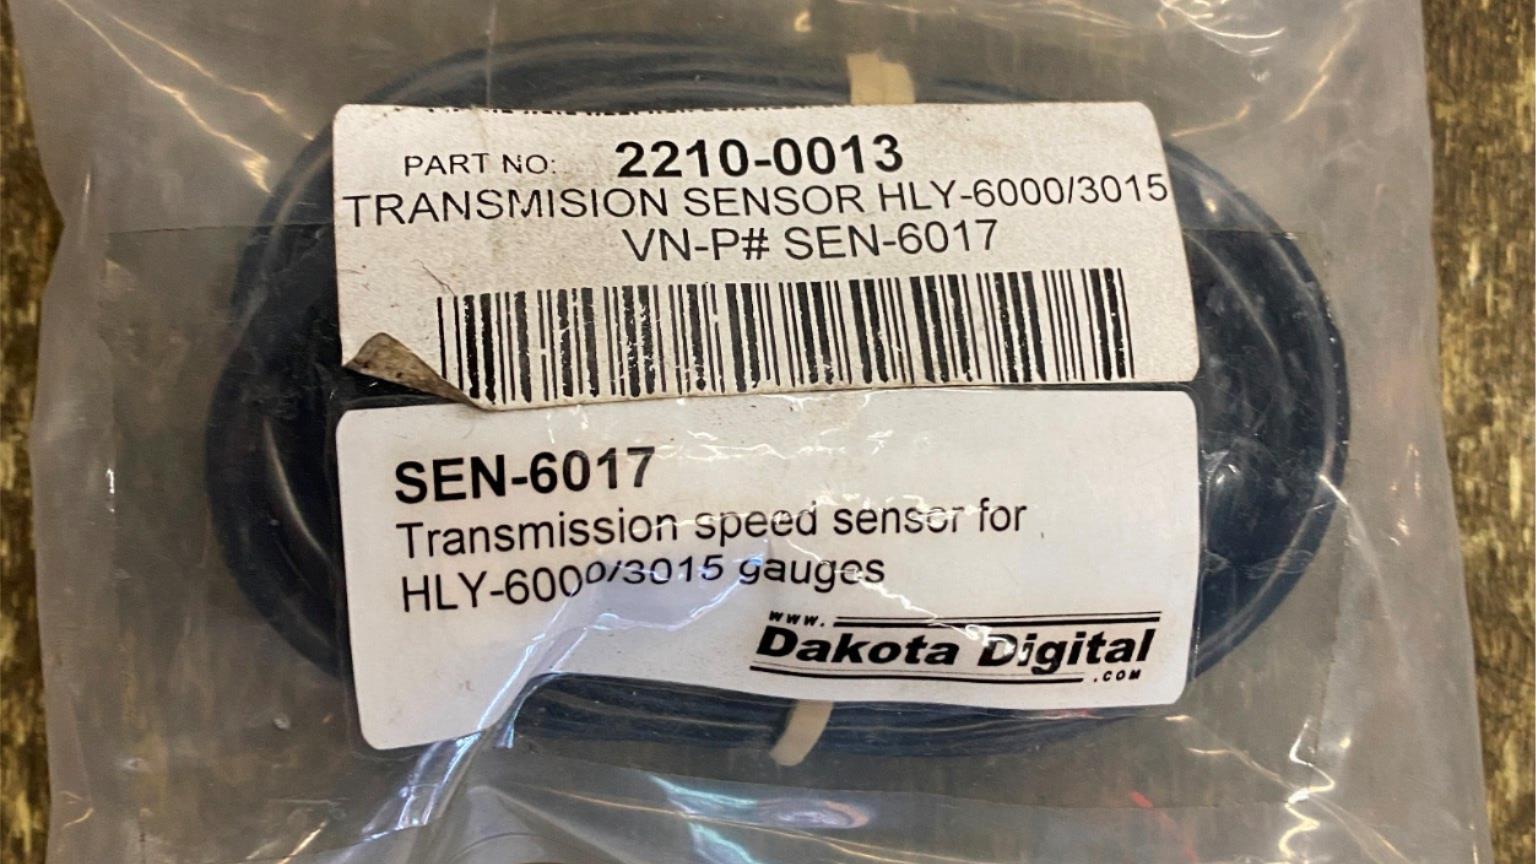 PART NO: 2210-0013
TRANSMISION SENSOR HLY-6000/3015
VN-P# SEN-6017
SEN-6017
Transmission speed sensor for
HLY-6000/3015 gauges
www.
Dakota Digital
.COM